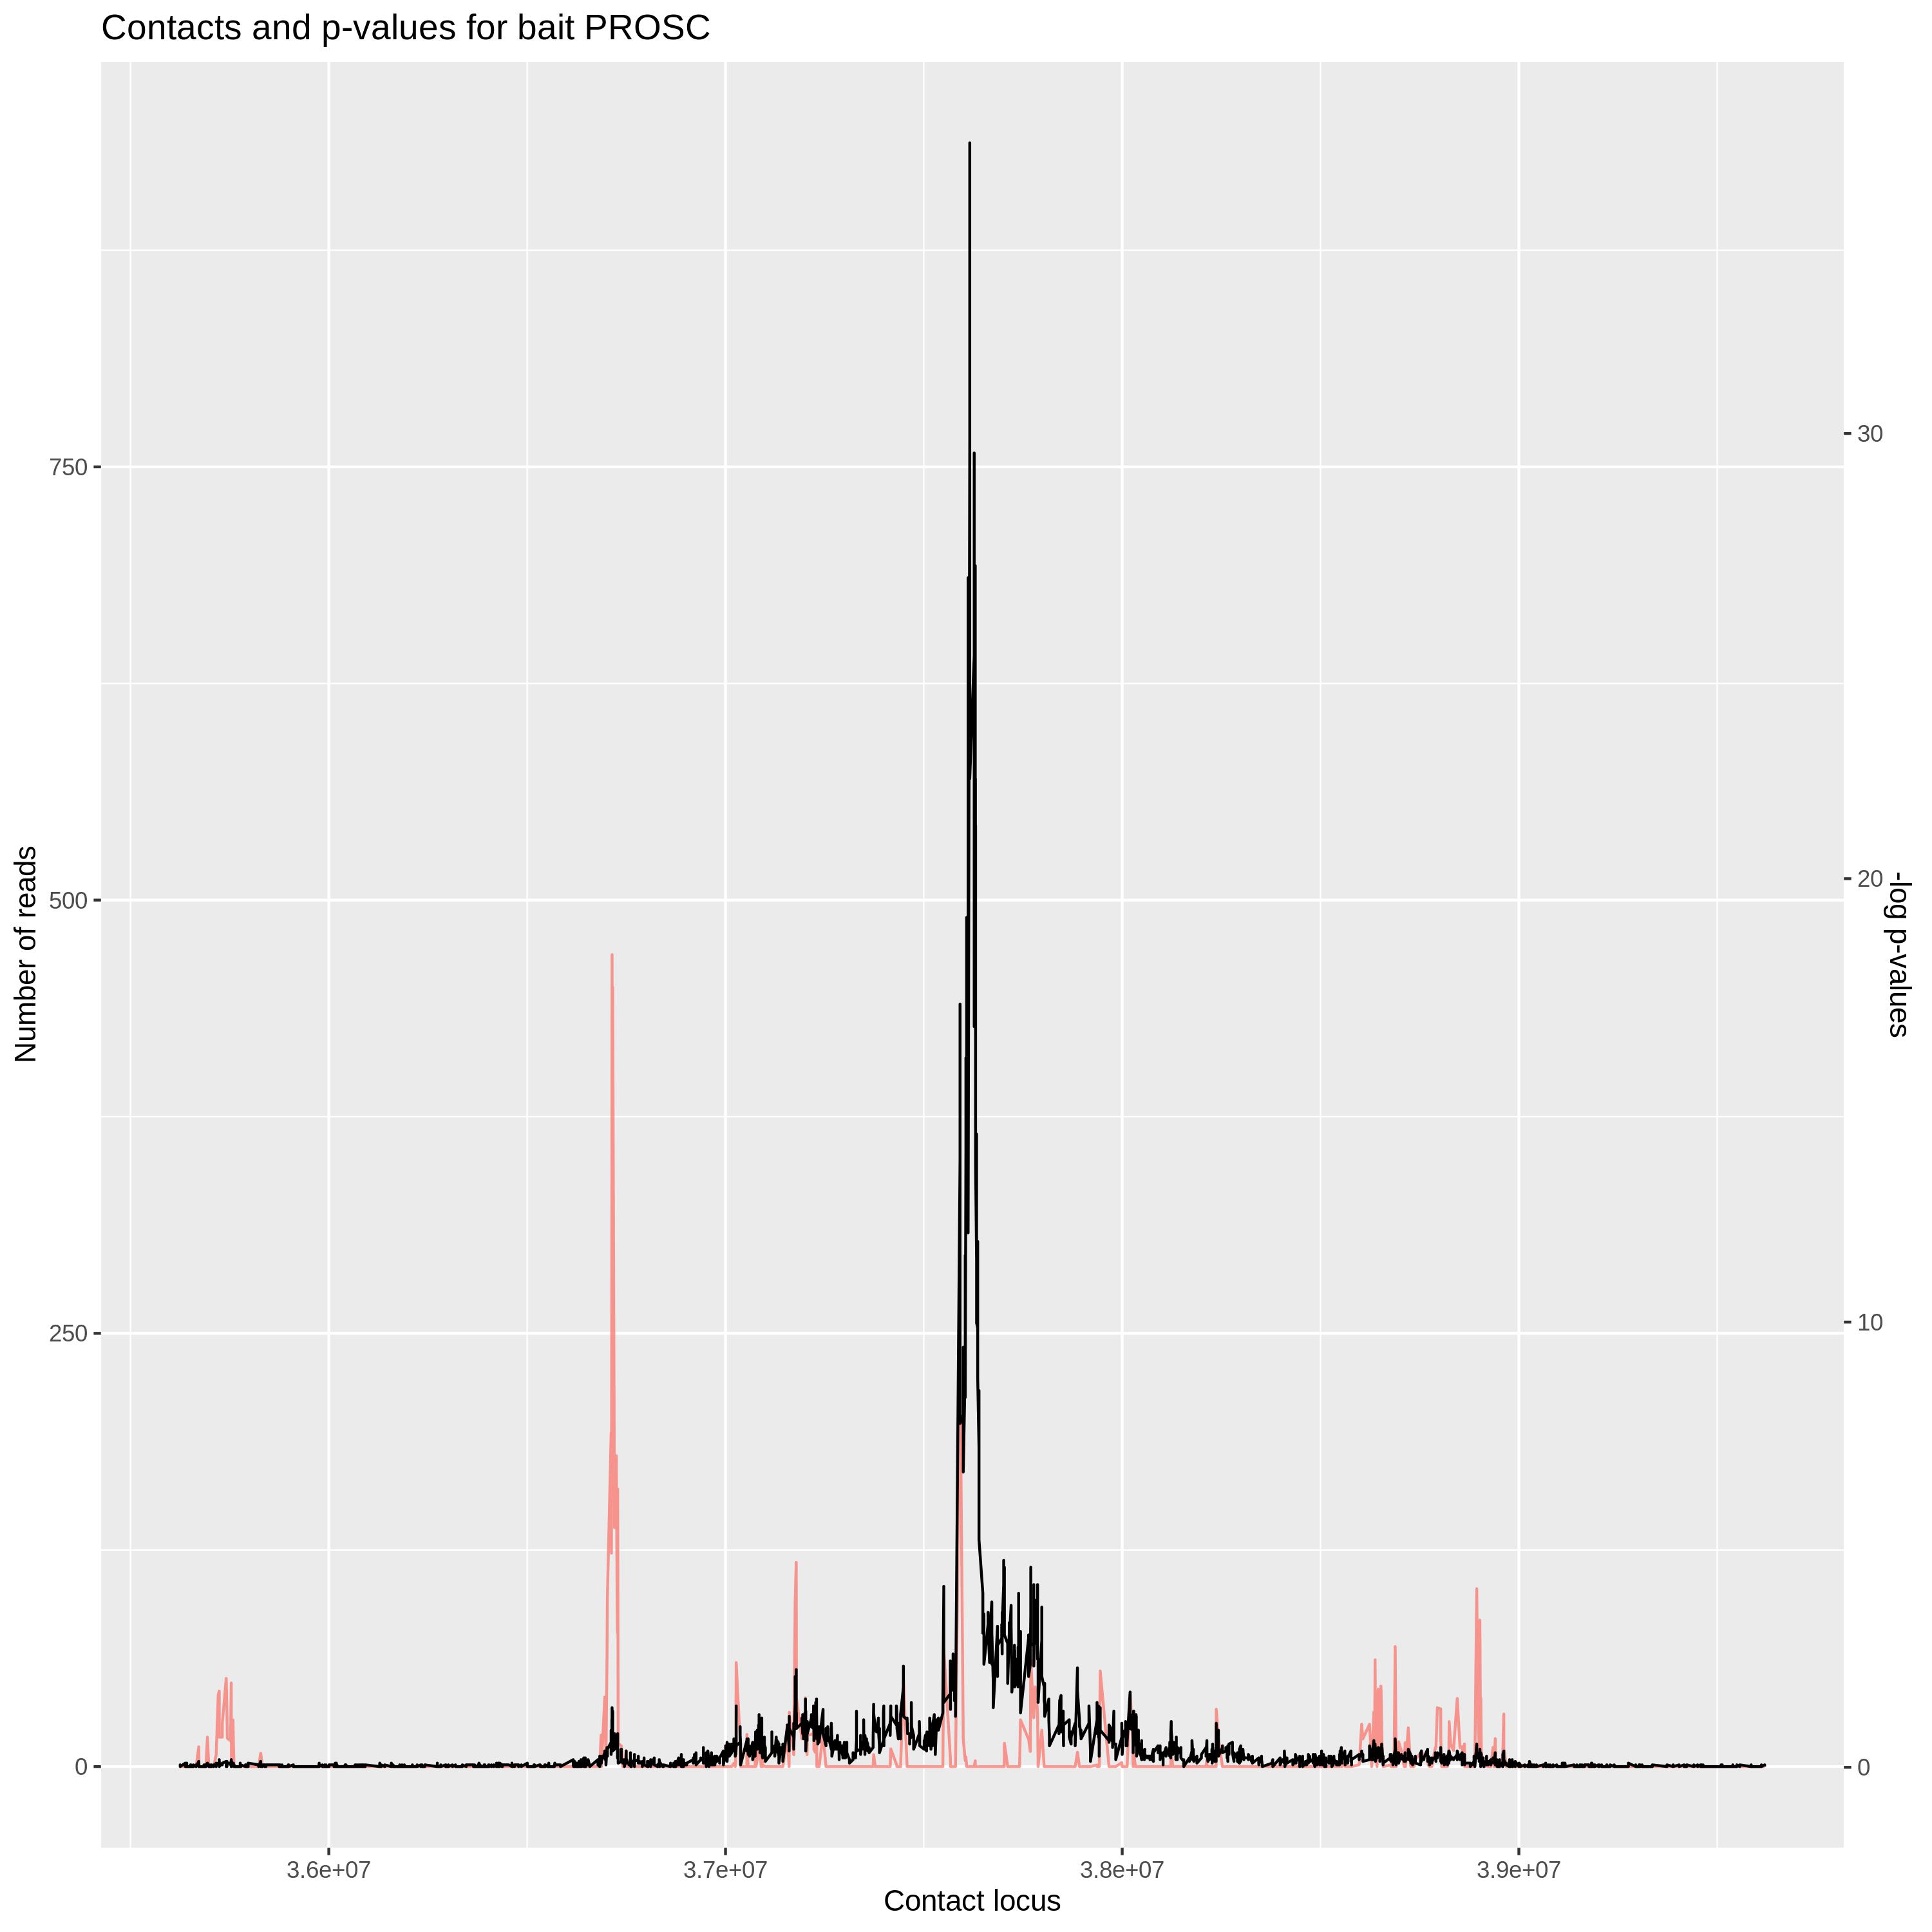 Contacts and p-values for bait PROSC
Number of reads
750
500
250
0
30
20
10
0
-log p-values
3.6e+07
3.7e+07
3.8e+07
3.9e+07
Contact locus